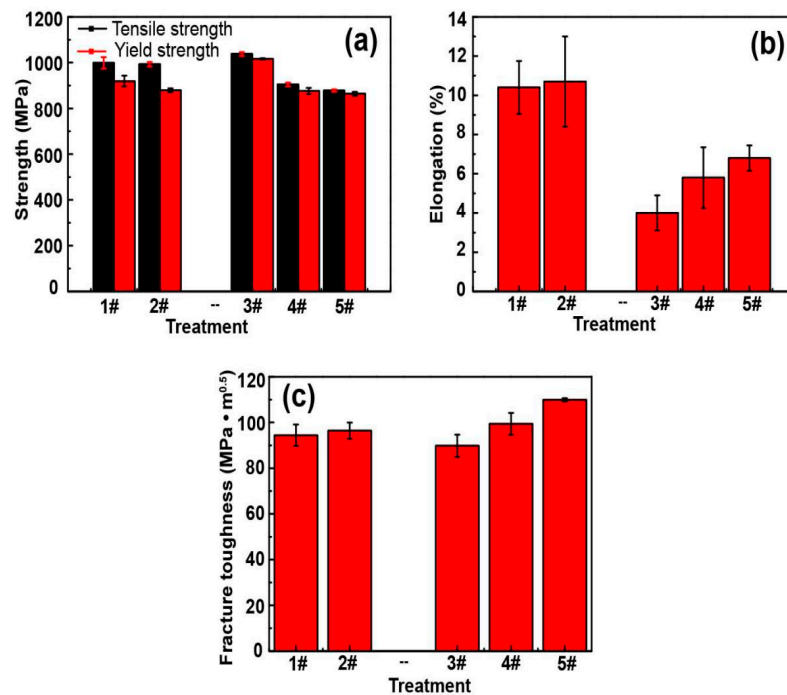 Tensile strength
Yield strength
(a)
Strength (MPa)
1200
1000
800
600
400
200
0
1# 2# -- 3# 4# 5#
Treatment
(b)
Elongation (%)
14
12
10
8
6
4
2
0
1# 2# -- 3# 4# 5#
Treatment
(c)
Fracture toughness (MPa • m^0.5)
120
100
80
60
40
20
0
1# 2# -- 3# 4# 5#
Treatment